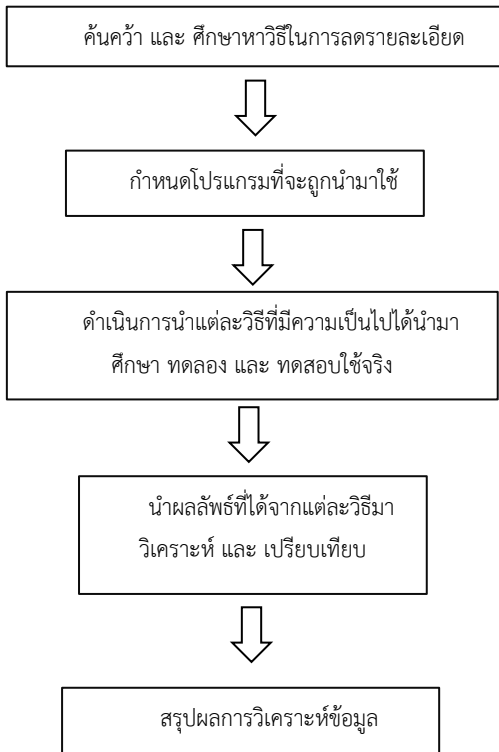 ค้นคว้า และ ศึกษาหาวิธีในการลดรายละเอียด
กำหนดโปรแกรมที่จะถูกนำมาใช้
ดำเนินการนำแต่ละวิธีที่มีความเป็นไปได้นำมา
ศึกษา ทดลอง และ ทดสอบใช้จริง
นำผลลัพธ์ที่ได้จากแต่ละวิธีมา
วิเคราะห์ และ เปรียบเทียบ
สรุปผลการวิเคราะห์ข้อมูล